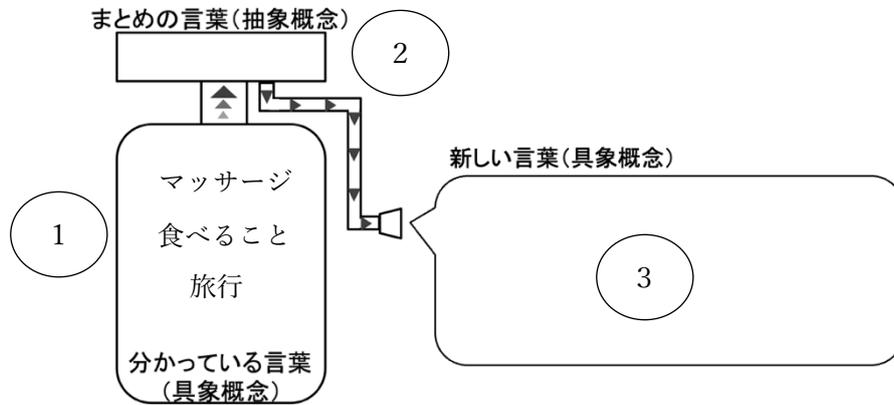 まとめの言葉(抽象概念)
2
新しい言葉(具象概念)
マッサージ
食べること
旅行
1
3
分かっている言葉
(具象概念)